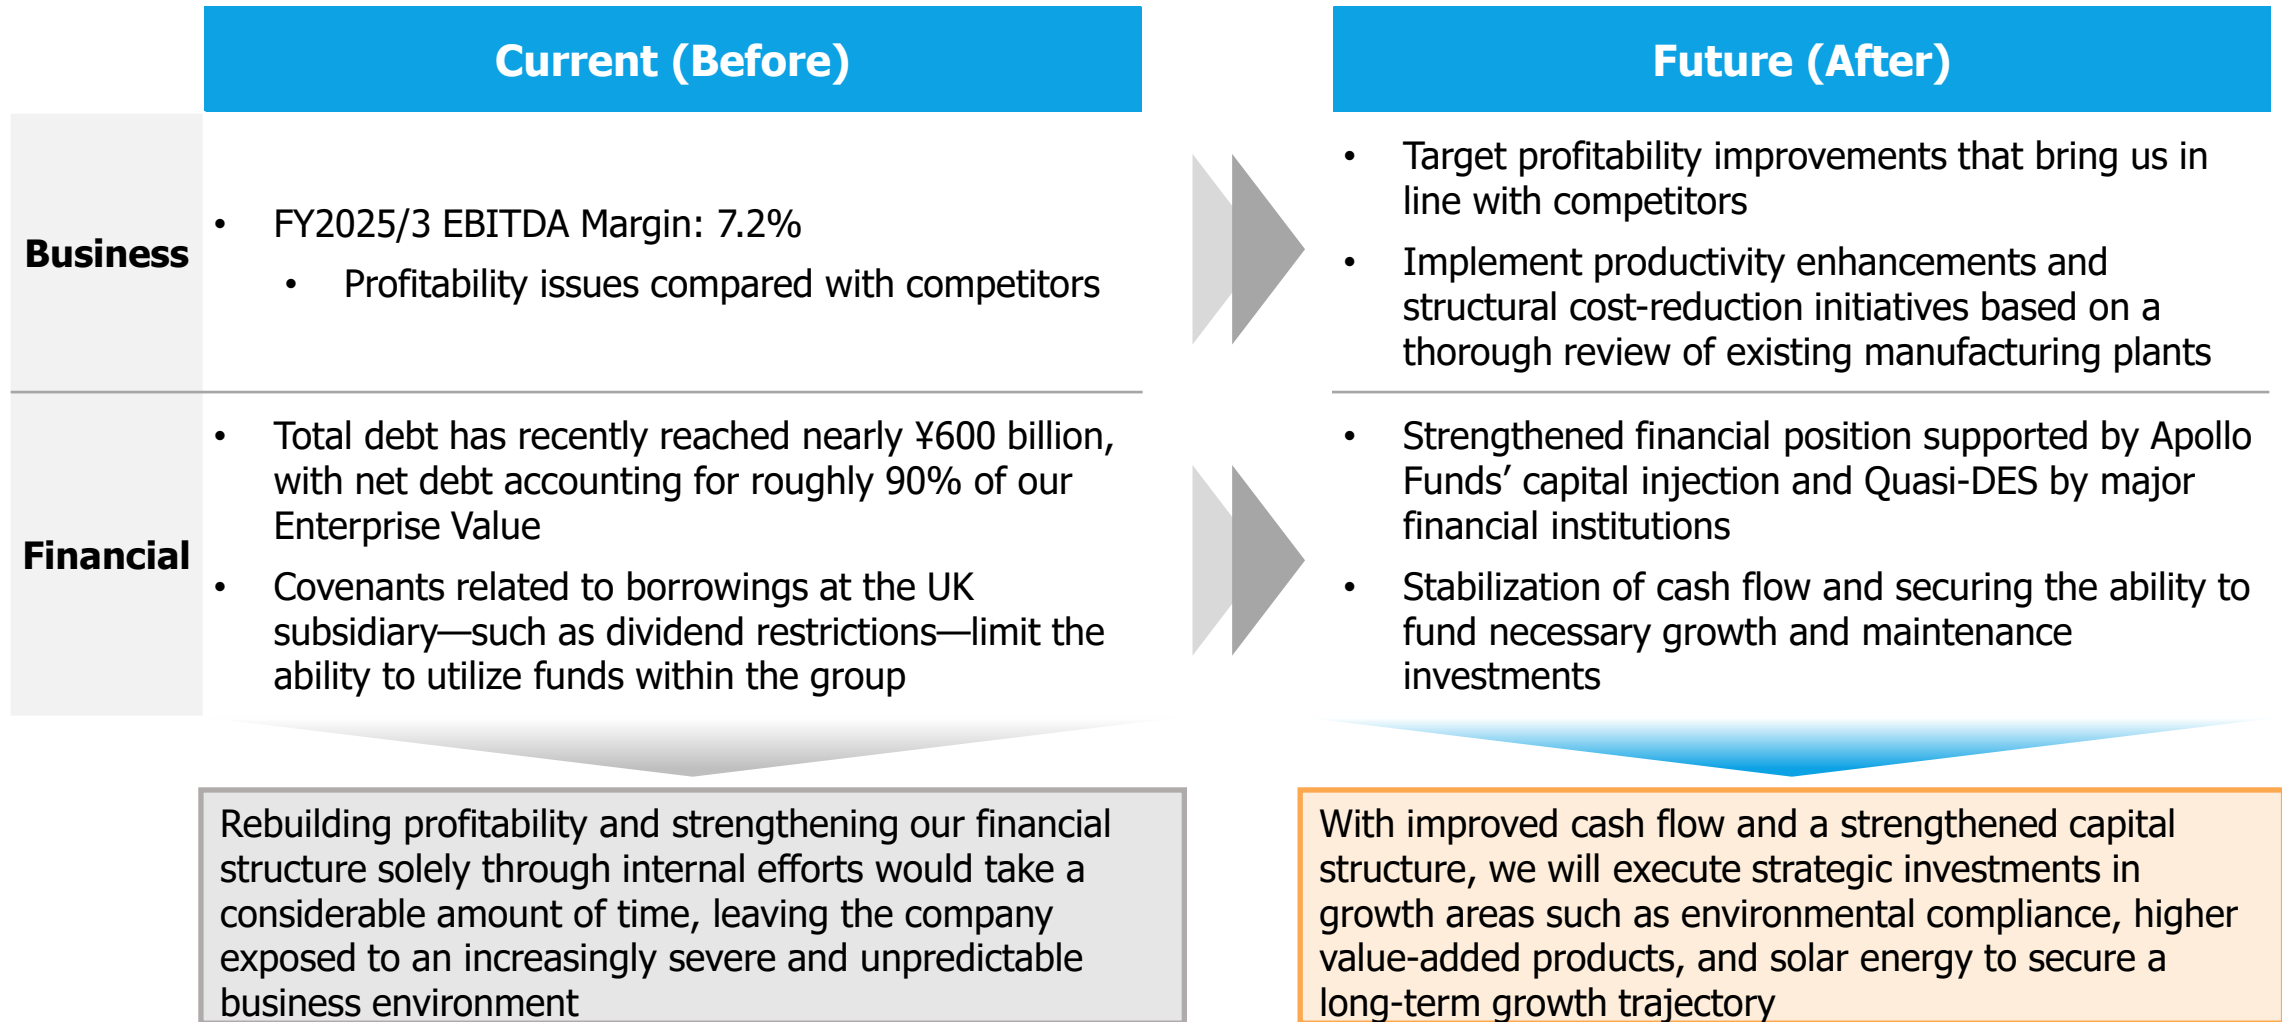 Current (Before)
Future (After)
Business
• FY2025/3 EBITDA Margin: 7.2%
• Profitability issues compared with competitors
• Target profitability improvements that bring us in
line with competitors
• Implement productivity enhancements and
structural cost-reduction initiatives based on a
thorough review of existing manufacturing plants
Financial
• Total debt has recently reached nearly ¥600 billion,
with net debt accounting for roughly 90% of our
Enterprise Value
• Covenants related to borrowings at the UK
subsidiary—such as dividend restrictions—limit the
ability to utilize funds within the group
• Strengthened financial position supported by Apollo
Funds’ capital injection and Quasi-DES by major
financial institutions
• Stabilization of cash flow and securing the ability to
fund necessary growth and maintenance
investments
Rebuilding profitability and strengthening our financial
structure solely through internal efforts would take a
considerable amount of time, leaving the company
exposed to an increasingly severe and unpredictable
business environment
With improved cash flow and a strengthened capital
structure, we will execute strategic investments in
growth areas such as environmental compliance, higher
value-added products, and solar energy to secure a
long-term growth trajectory